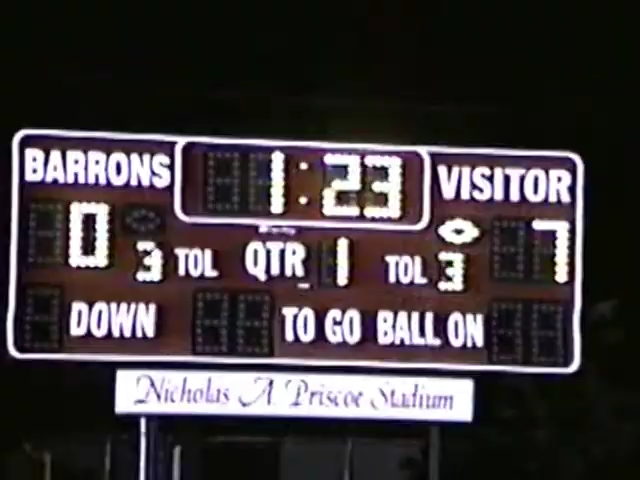 BARRONS 1:23 VISITOR
0 3 TOL QTR 1 TOL 3 7
DOWN TO GO BALL ON
Nicholas A Priscoe Stadium